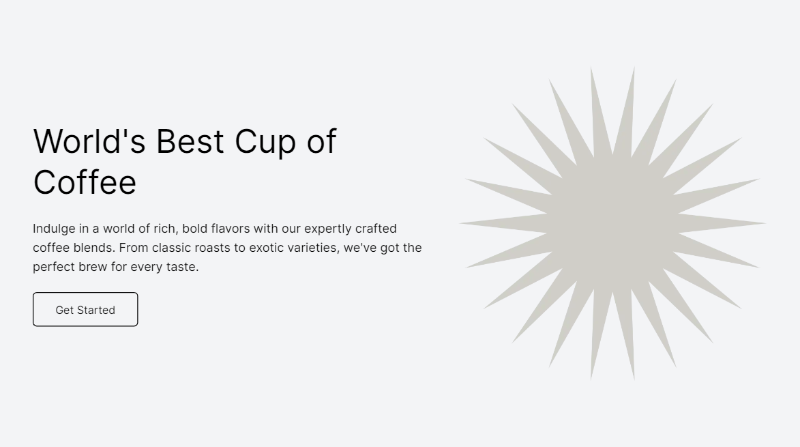 World's Best Cup of
Coffee
Indulge in a world of rich, bold flavors with our expertly crafted
coffee blends. From classic roasts to exotic varieties, we've got the
perfect brew for every taste.
Get Started